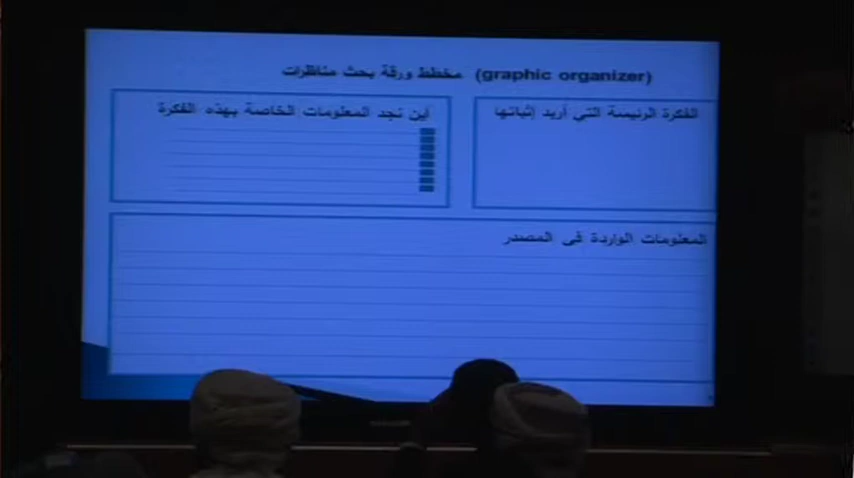 مخطط ورقة بحث مناظرات (graphic organizer)
الفكرة الرئيسة التي أريد إثباتها
أين تجد المعلومات الخاصة بهذه الفكرة
المعلومات الواردة في المصدر